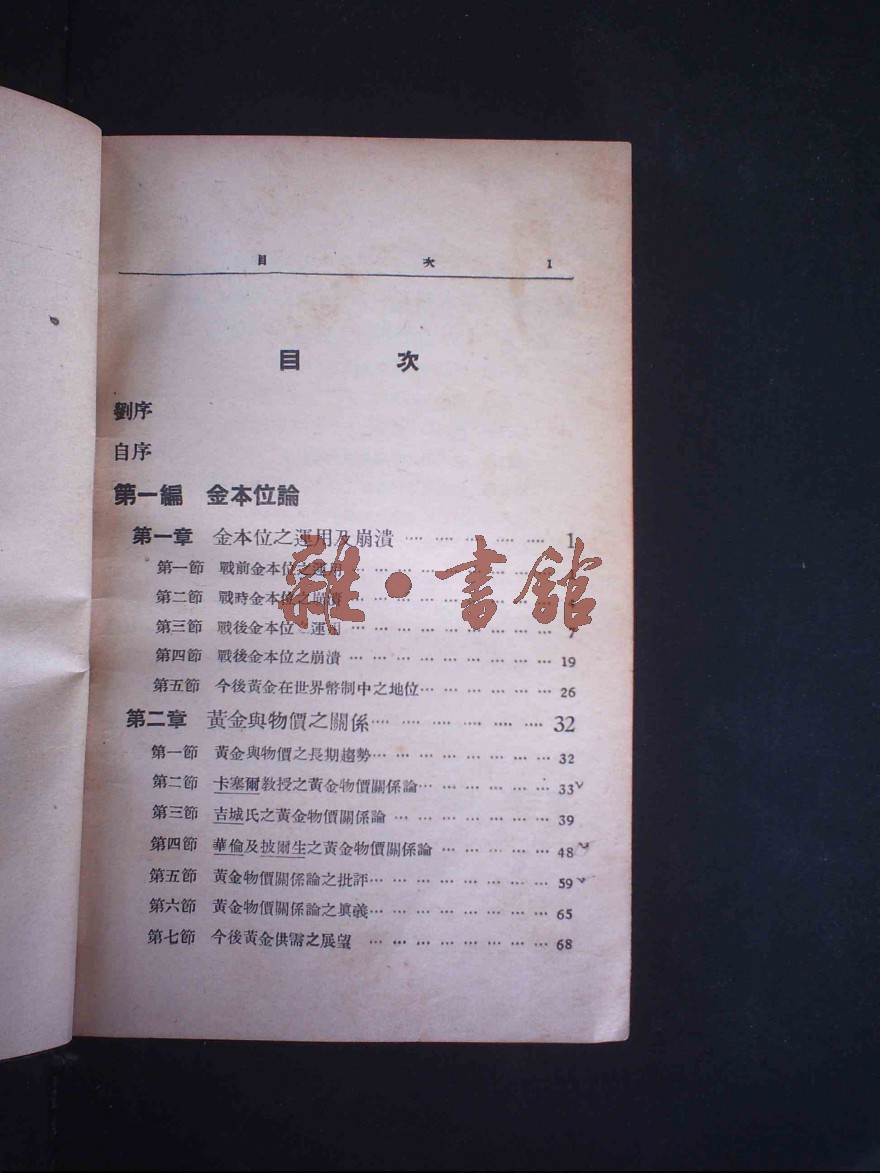 目 次 1
目 次
劉序
自序
第一編 金本位論
第一章 金本位之運用及崩潰 … … … … … 1
第一節 戰前金本位之運用 … … … … … … …
第二節 戰時金本位之崩潰 … … … … … … …
第三節 戰後金本位之運用 … … … … … … … 7
第四節 戰後金本位之崩潰 … … … … … … … 19
第五節 今後黃金在世界幣制中之地位… … … … … 26
第二章 黃金與物價之關係… … … … … … 32
第一節 黃金與物價之長期趨勢… … … … … … … 32
第二節 卡塞爾教授之黃金物價關係論… … … … … 33
第三節 吉城氏之黃金物價關係論 … … … … … … 39
第四節 華倫及披爾生之黃金物價關係論 … … … … … 48
第五節 黃金物價關係論之批評… … … … … … … 59
第六節 黃金物價關係論之眞義… … … … … … … 65
第七節 今後黃金供需之展望 … … … … … … … 68
雜·書館